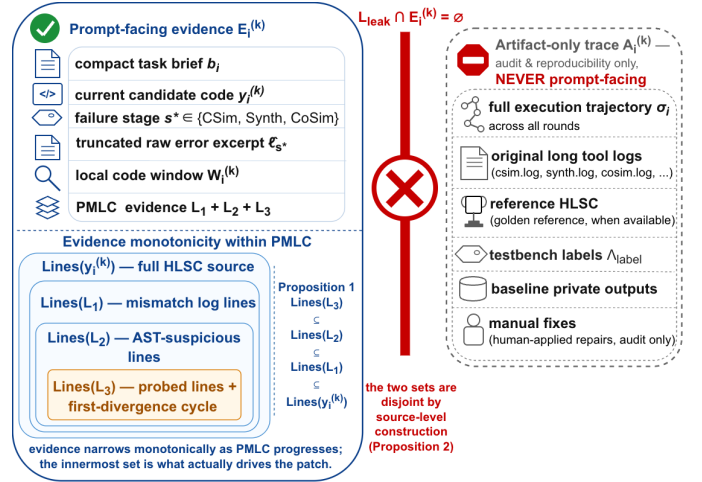 Prompt-facing evidence Eᵢ⁽ᵏ⁾
compact task brief bᵢ
</>
current candidate code yᵢ⁽ᵏ⁾
failure stage s* ∈ {CSim, Synth, CoSim}
truncated raw error excerpt ℓ̃ₛ*
local code window Wᵢ⁽ᵏ⁾
PMLC evidence L₁ + L₂ + L₃
Evidence monotonicity within PMLC
Lines(yᵢ⁽ᵏ⁾) — full HLSC source
Lines(L₁) — mismatch log lines
Lines(L₂) — AST-suspicious
lines
Lines(L₃) — probed lines +
first-divergence cycle
Proposition 1
Lines(L₃)
⊆
Lines(L₂)
⊆
Lines(L₁)
⊆
Lines(yᵢ⁽ᵏ⁾)
evidence narrows monotonically as PMLC progresses;
the innermost set is what actually drives the patch.
L_leak ∩ Eᵢ⁽ᵏ⁾ = ∅
the two sets are
disjoint by
source-level
construction
(Proposition 2)
Artifact-only trace Aᵢ⁽ᵏ⁾ —
audit & reproducibility only,
NEVER prompt-facing
full execution trajectory σᵢ
across all rounds
original long tool logs
(csim.log, synth.log, cosim.log, ...)
reference HLSC
(golden reference, when available)
testbench labels Λ_label
baseline private outputs
manual fixes
(human-applied repairs, audit only)